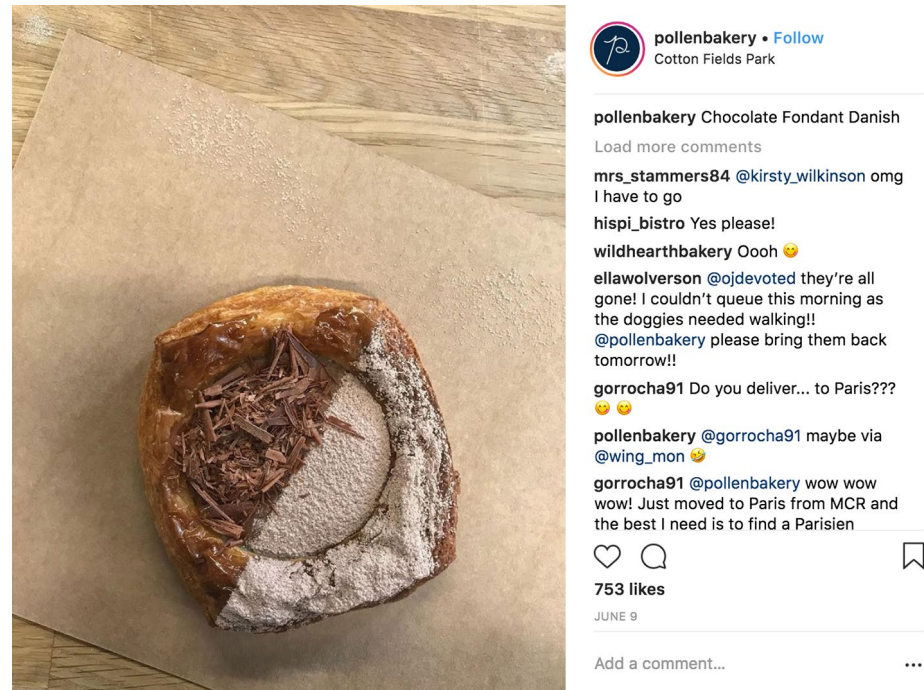 pollenbakery • Follow
Cotton Fields Park
pollenbakery Chocolate Fondant Danish
Load more comments
mrs_stammers84 @kirsty_wilkinson omg
I have to go
hispi_bistro Yes please!
wildhearthbakery Oooh 😋
ellawolverson @ojdevoted they’re all
gone! I couldn’t queue this morning as
the doggies needed walking!!
@pollenbakery please bring them back
tomorrow!!
gorrocha91 Do you deliver... to Paris???
😋 😋
pollenbakery @gorrocha91 maybe via
@wing_mon 🤣
gorrocha91 @pollenbakery wow wow
wow! Just moved to Paris from MCR and
the best I need is to find a Parisien
753 likes
JUNE 9
Add a comment...